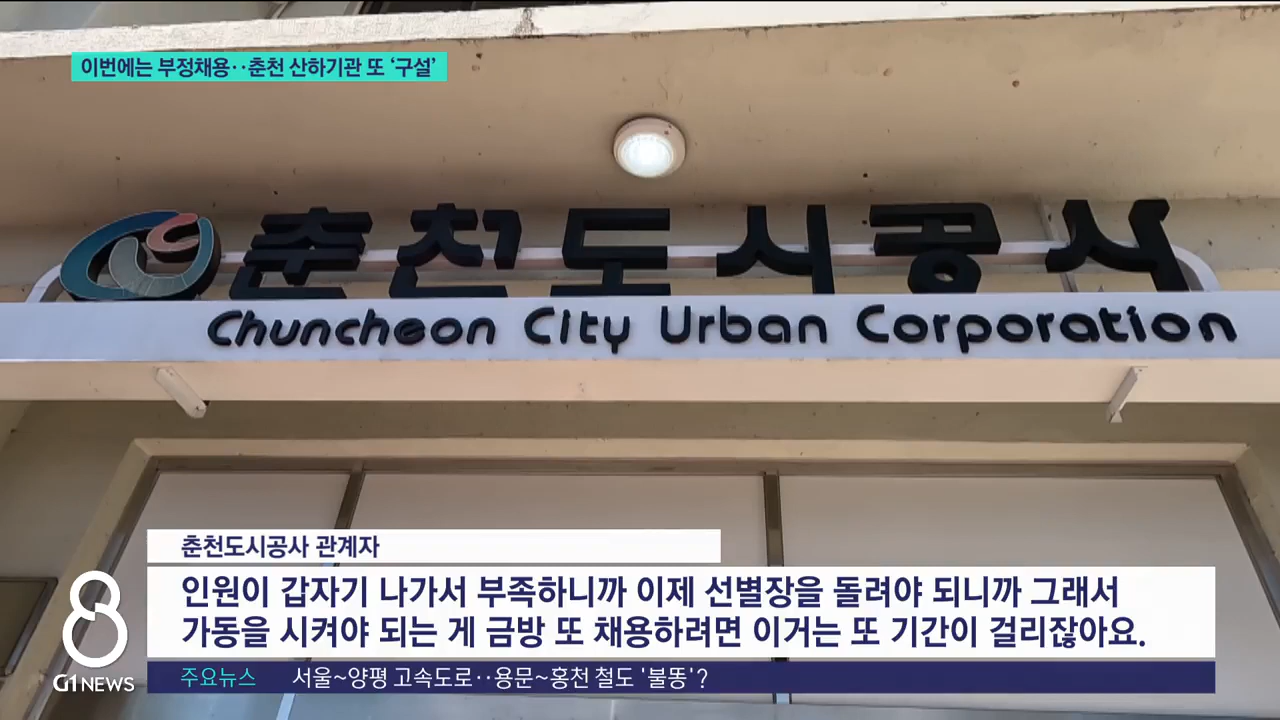 이번에는 부정채용‥춘천 산하기관 또 '구설'
춘천도시공사
Chuncheon City Urban Corporation
춘천도시공사 관계자
인원이 갑자기 나가서 부족하니까 이제 선별장을 돌려야 되니까 그래서
가동을 시켜야 되는 게 금방 또 채용하려면 이거는 또 기간이 걸리잖아요.
8
G1 NEWS
주요뉴스 서울~양평 고속도로‥용문~홍천 철도 '불똥'?